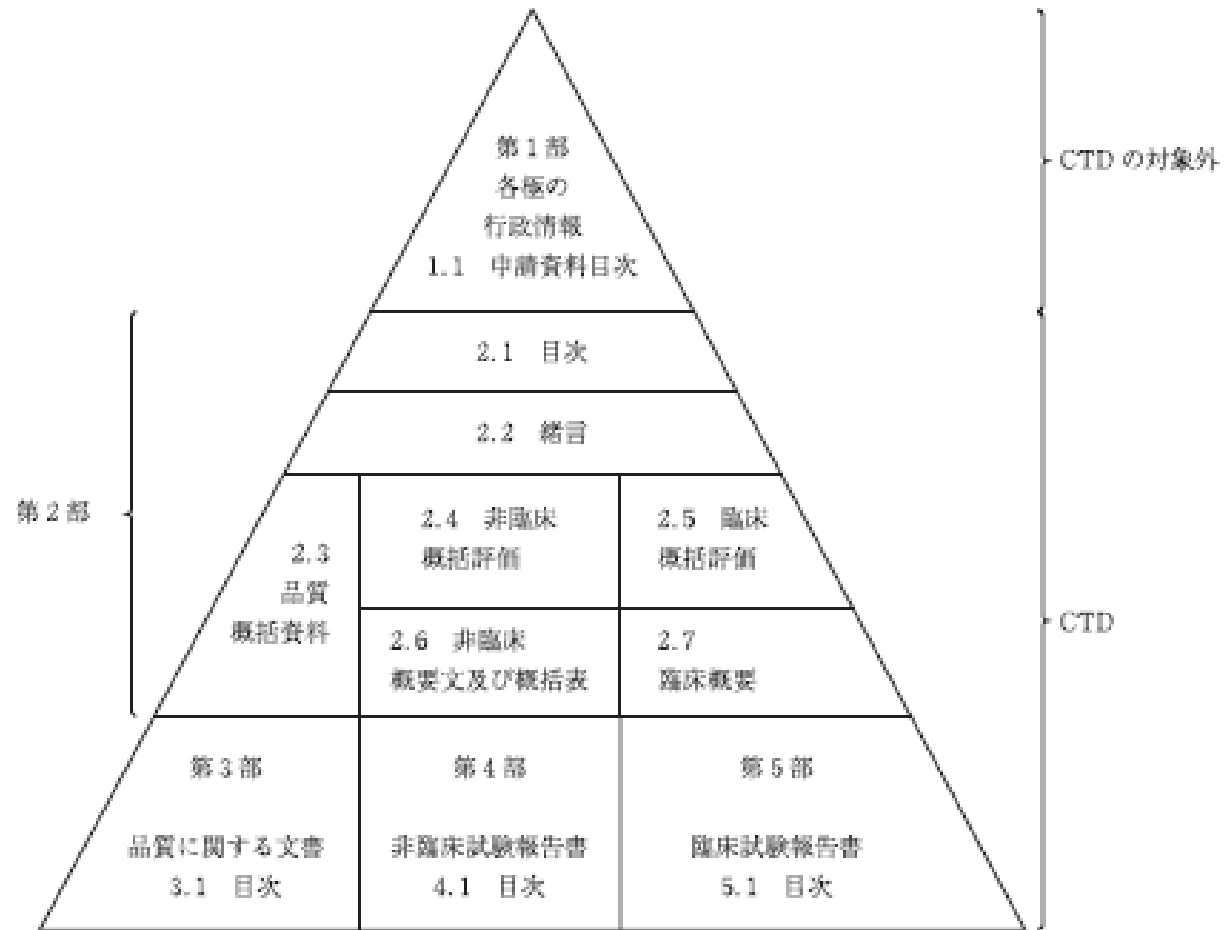 第1部
各極の
行政情報
1.1 申請資料目次
CTD の対象外
2.1 目次
2.2 緒言
第2部
2.3
品質
概括資料
2.4 非臨床
概括評価
2.5 臨床
概括評価
2.6 非臨床
概要文及び概括表
2.7
臨床概要
CTD
第3部
品質に関する文書
3.1 目次
第4部
非臨床試験報告書
4.1 目次
第5部
臨床試験報告書
5.1 目次